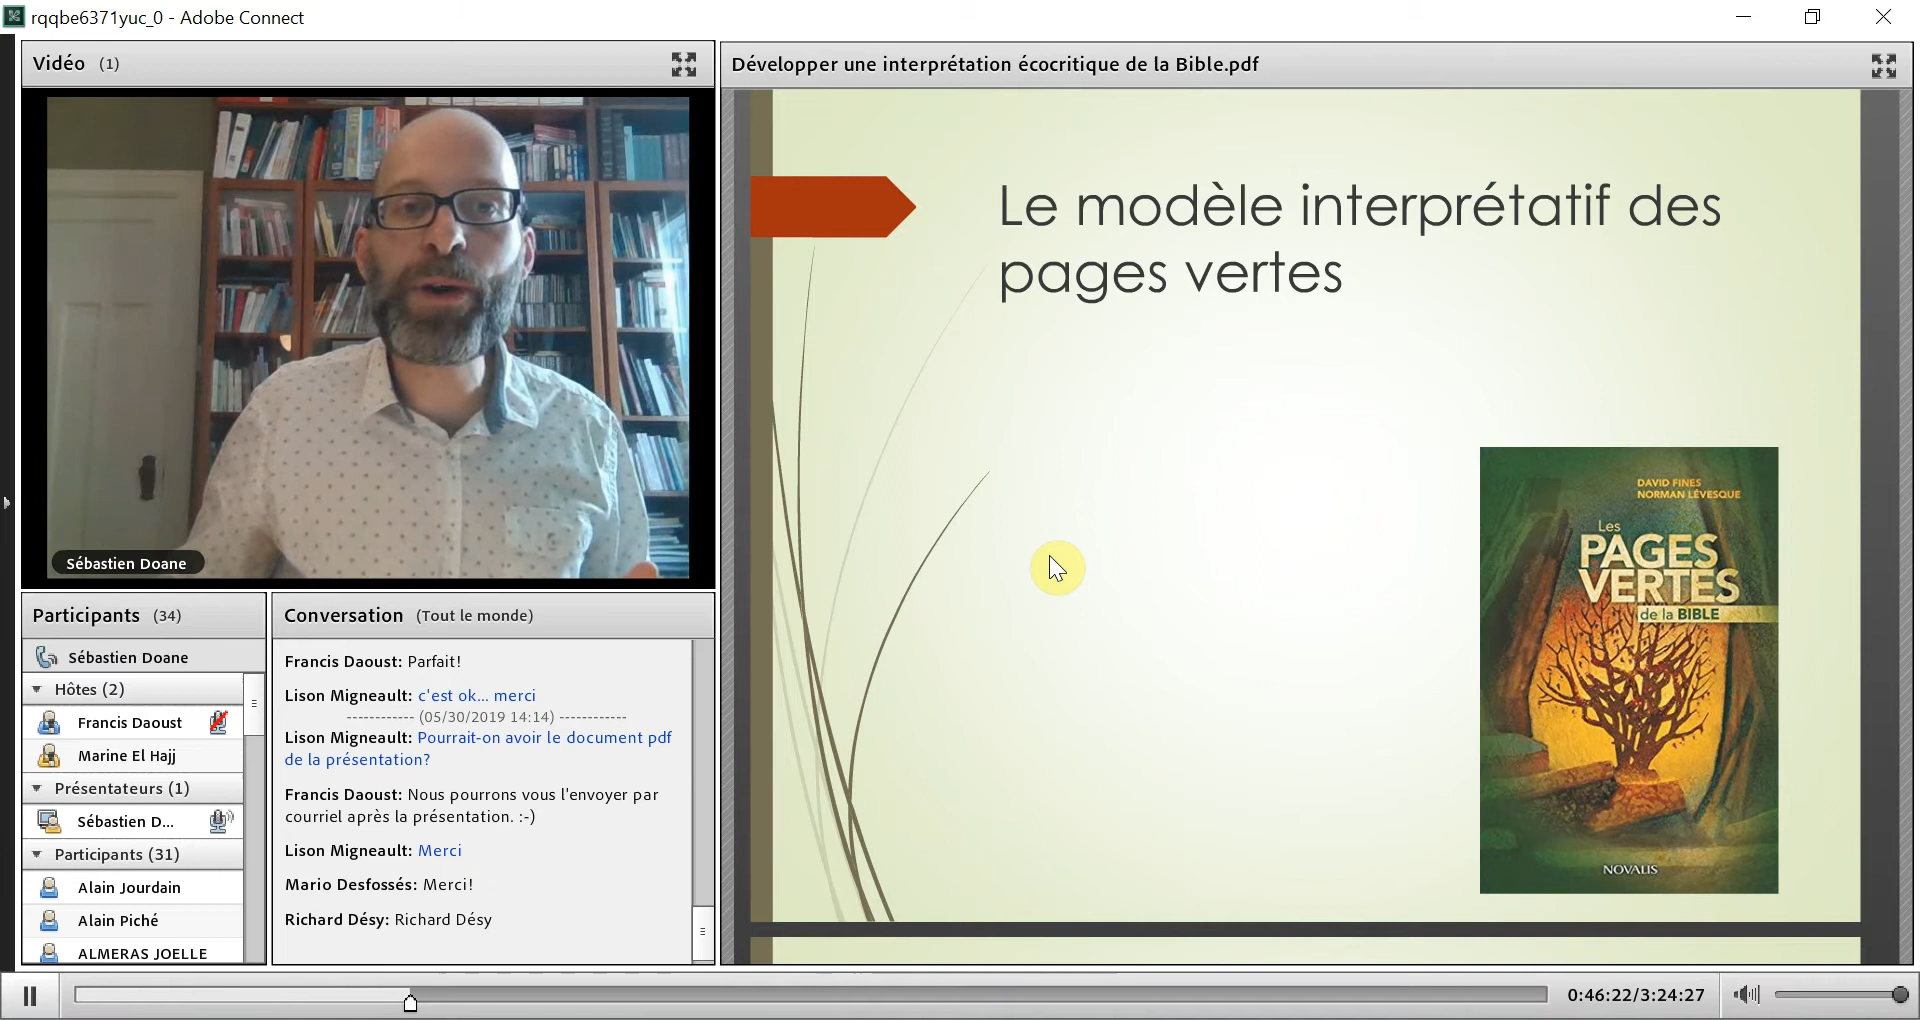 rqqbe6371yuc_0 - Adobe Connect
Vidéo (1)
Sébastien Doane
Participants (34)
Sébastien Doane
Hôtes (2)
Francis Daoust
Marine El Hajj
Présentateurs (1)
Sébastien D...
Participants (31)
Alain Jourdain
Alain Piché
ALMERAS JOELLE
Conversation (Tout le monde)
Francis Daoust: Parfait!
Lison Migneault: c'est ok... merci
------------ (05/30/2019 14:14) ------------
Lison Migneault: Pourrait-on avoir le document pdf
de la présentation?
Francis Daoust: Nous pourrons vous l'envoyer par
courriel après la présentation. :-)
Lison Migneault: Merci
Mario Desfossés: Merci!
Richard Désy: Richard Désy
Développer une interprétation écocritique de la Bible.pdf
Le modèle interprétatif des
pages vertes
DAVID FINES
NORMAN LÉVESQUE
Les
PAGES
VERTES
de la BIBLE
NOVALIS
0:46:22/3:24:27